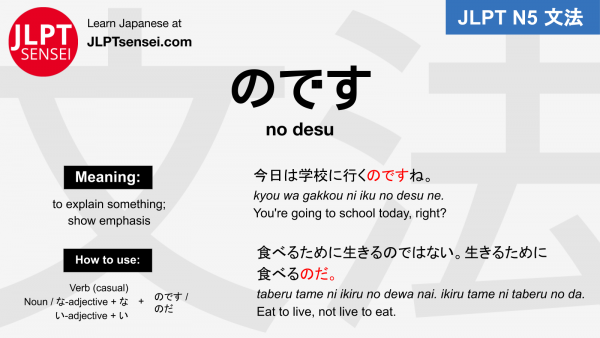 JLPT
SENSEI
Learn Japanese at
JLPTsensei.com
JLPT N5 文法
のです
no desu
Meaning:
to explain something;
show emphasis
How to use:
Verb (casual)
Noun / な-adjective + な
い-adjective + い
+
のです /
のだ
今日は学校に行くのですね。
kyou wa gakkou ni iku no desu ne.
You're going to school today, right?
食べるために生きるのではない。生きるために
食べるのだ。
taberu tame ni ikiru no dewa nai. ikiru tame ni taberu no da.
Eat to live, not live to eat.
文法